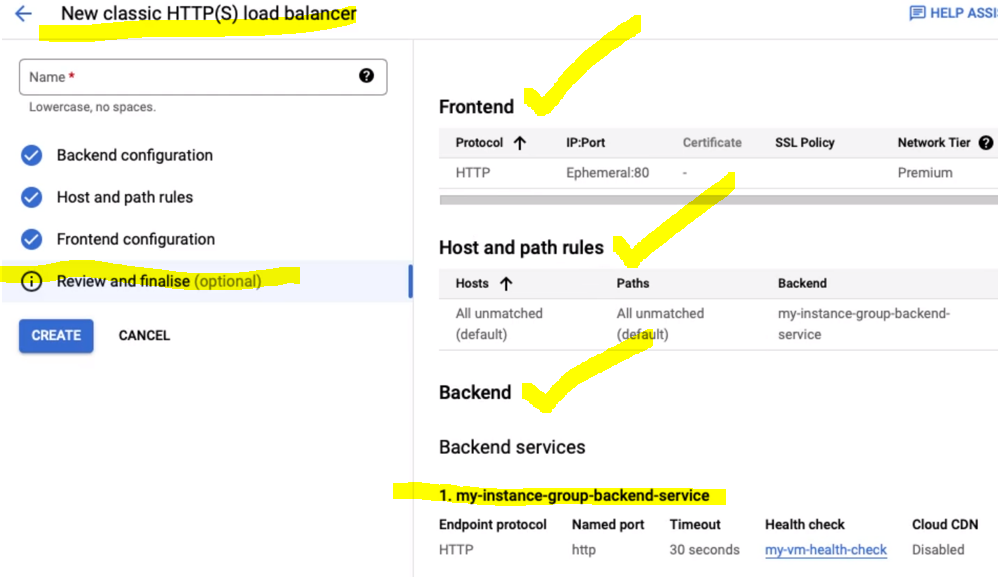 New classic HTTP(S) load balancer
HELP ASSI
Name *
Lowercase, no spaces.
Backend configuration
Host and path rules
Frontend configuration
Review and finalise (optional)
CREATE CANCEL
Frontend
Protocol IP:Port Certificate SSL Policy Network Tier
HTTP Ephemeral:80 - Premium
Host and path rules
Hosts Paths Backend
All unmatched All unmatched my-instance-group-backend-
(default) (default) service
Backend
Backend services
1. my-instance-group-backend-service
Endpoint protocol Named port Timeout Health check Cloud CDN
HTTP http 30 seconds my-vm-health-check Disabled